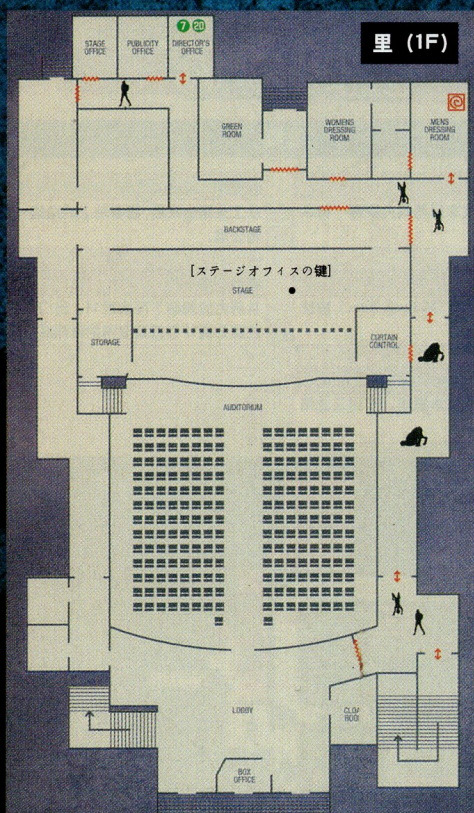 里 (1F)
7 20
STAGE
OFFICE
PUBLICITY
OFFICE
DIRECTOR'S
OFFICE
GREEN
ROOM
WOMENS
DRESSING
ROOM
MENS
DRESSING
ROOM
BACKSTAGE
[ステージオフィスの鍵]
STAGE
STORAGE
CURTAIN
CONTROL
AUDITORIUM
LOBBY
BOX
OFFICE